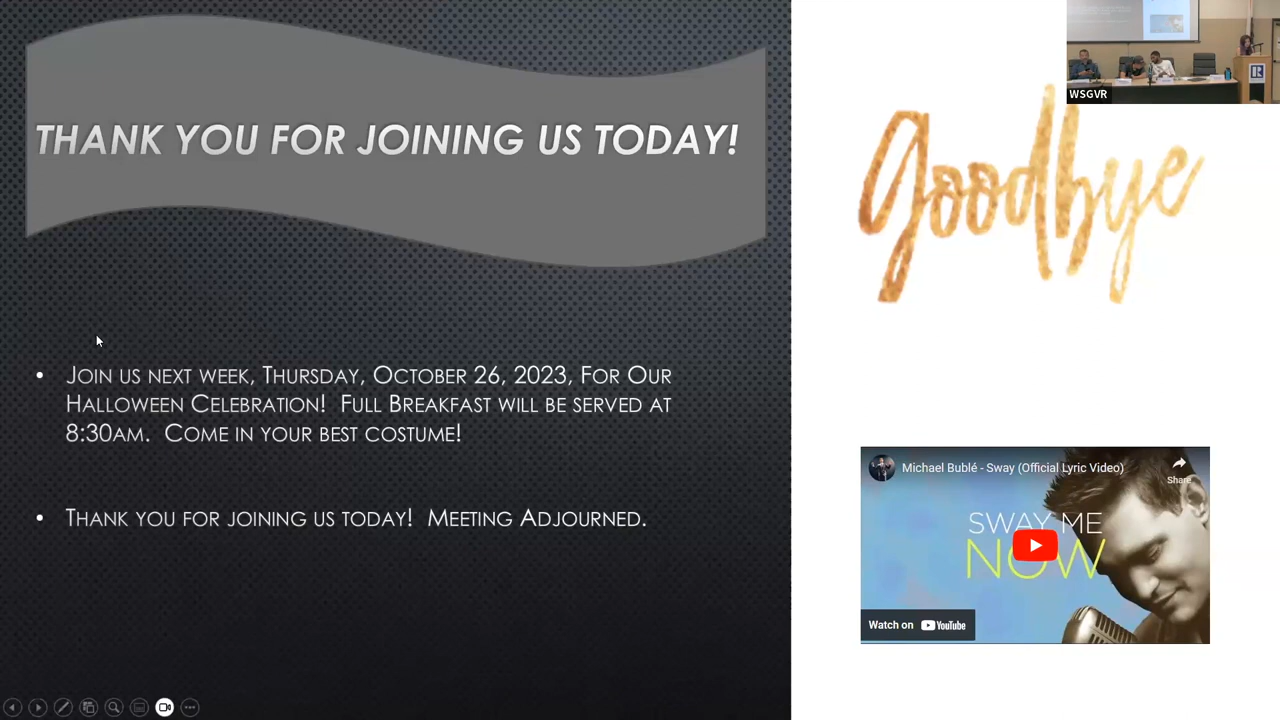 THANK YOU FOR JOINING US TODAY!
• JOIN US NEXT WEEK, THURSDAY, OCTOBER 26, 2023, FOR OUR
HALLOWEEN CELEBRATION! FULL BREAKFAST WILL BE SERVED AT
8:30AM. COME IN YOUR BEST COSTUME!
• THANK YOU FOR JOINING US TODAY! MEETING ADJOURNED.
WSGVR
goodbye
Michael Bublé - Sway (Official Lyric Video)
Share
SWAY ME
NOW
Watch on YouTube